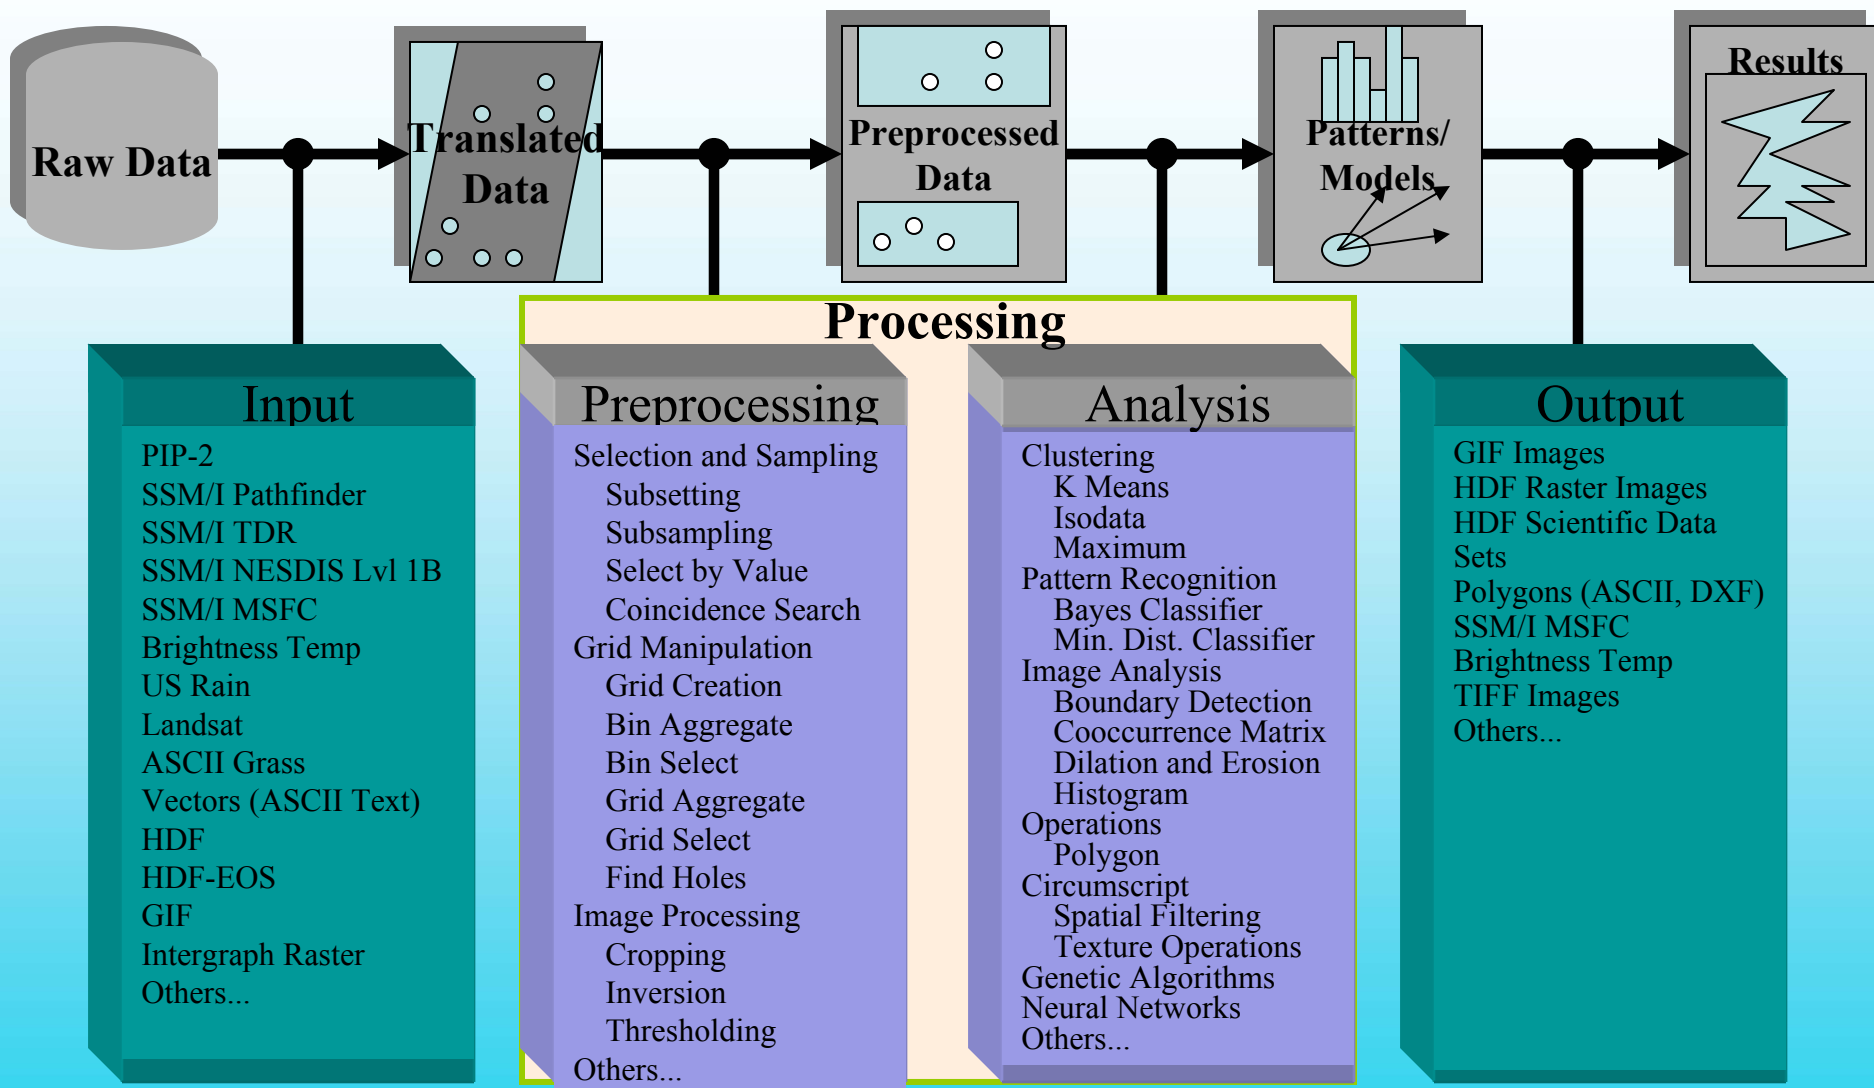 Raw Data
Translated
Data
Preprocessed
Data
Patterns/
Models
Results
Processing
Input
PIP-2
SSM/I Pathfinder
SSM/I TDR
SSM/I NESDIS Lvl 1B
SSM/I MSFC
Brightness Temp
US Rain
Landsat
ASCII Grass
Vectors (ASCII Text)
HDF
HDF-EOS
GIF
Intergraph Raster
Others...
Preprocessing
Selection and Sampling
Subsetting
Subsampling
Select by Value
Coincidence Search
Grid Manipulation
Grid Creation
Bin Aggregate
Bin Select
Grid Aggregate
Grid Select
Find Holes
Image Processing
Cropping
Inversion
Thresholding
Others...
Analysis
Clustering
K Means
Isodata
Maximum
Pattern Recognition
Bayes Classifier
Min. Dist. Classifier
Image Analysis
Boundary Detection
Cooccurrence Matrix
Dilation and Erosion
Histogram
Operations
Polygon
Circumscript
Spatial Filtering
Texture Operations
Genetic Algorithms
Neural Networks
Others...
Output
GIF Images
HDF Raster Images
HDF Scientific Data
Sets
Polygons (ASCII, DXF)
SSM/I MSFC
Brightness Temp
TIFF Images
Others...